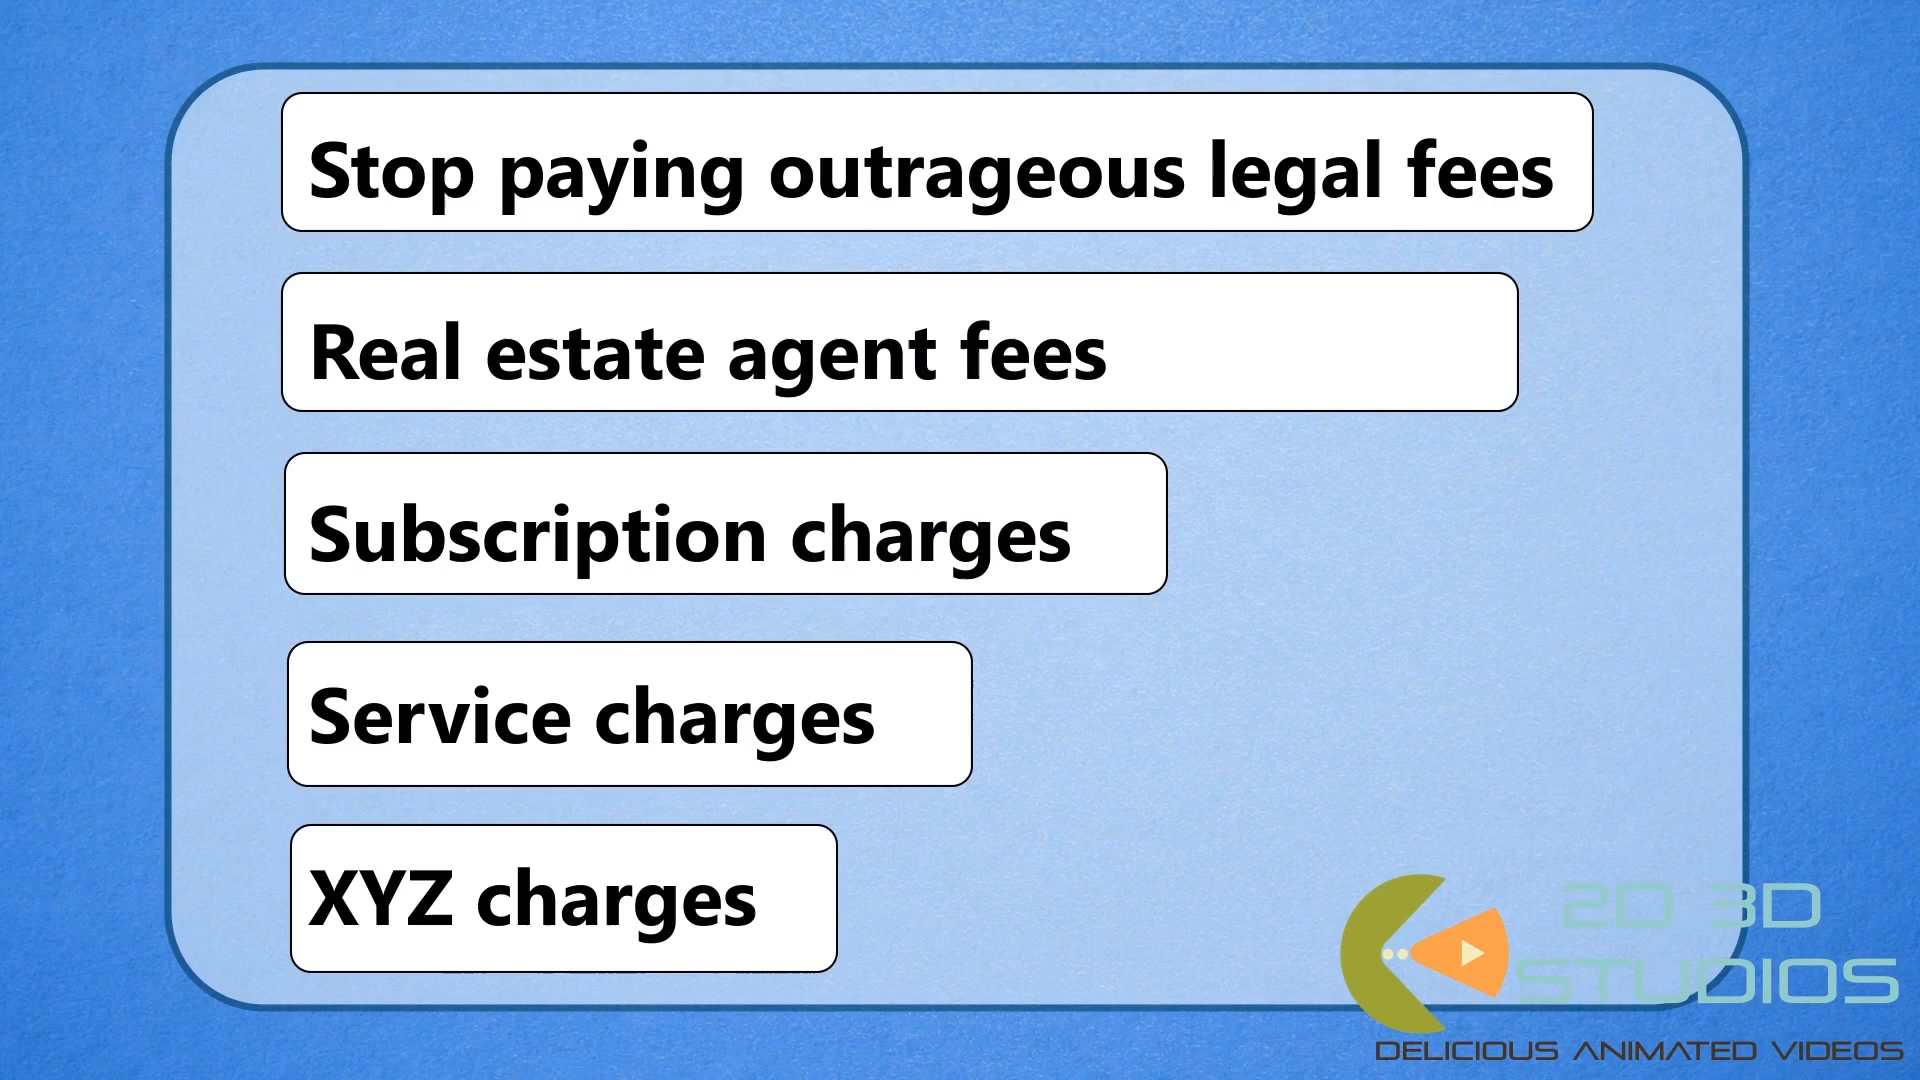 Stop paying outrageous legal fees
Real estate agent fees
Subscription charges
Service charges
XYZ charges
2D 3D
STUDIOS
DELICIOUS ANIMATED VIDEOS